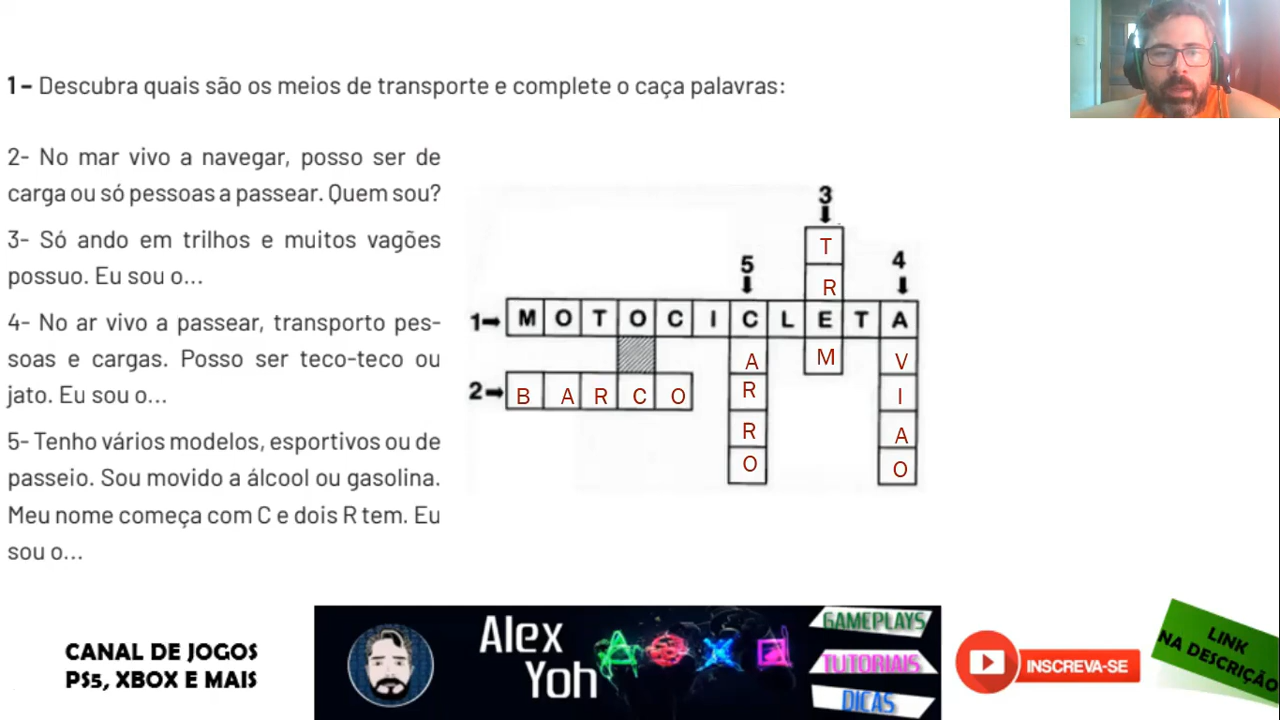 1 – Descubra quais são os meios de transporte e complete o caça palavras:
2- No mar vivo a navegar, posso ser de
carga ou só pessoas a passear. Quem sou?
3- Só ando em trilhos e muitos vagões
possuo. Eu sou o...
4- No ar vivo a passear, transporto pes-
soas e cargas. Posso ser teco-teco ou
jato. Eu sou o...
5- Tenho vários modelos, esportivos ou de
passeio. Sou movido a álcool ou gasolina.
Meu nome começa com C e dois R tem. Eu
sou o...
3
T
5 R 4
1 M O T O C I C L E T A
A M V
2 B A R C O R I
R A
O O
CANAL DE JOGOS
PS5, XBOX E MAIS
Alex
Yoh
GAMEPLAYS
TUTORIAIS
DICAS
INSCREVA-SE
LINK
NA DESCRIÇÃO